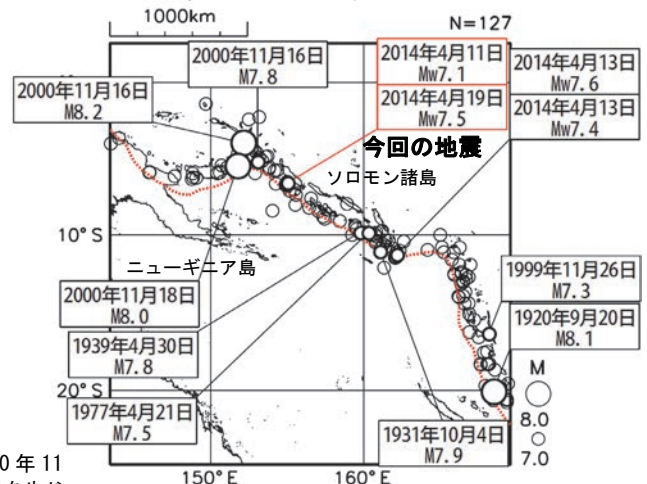 1000km
N=127
2000年11月16日
M7.8
2014年4月11日
Mw7.1
2014年4月13日
Mw7.6
2000年11月16日
M8.2
2014年4月19日
Mw7.5
2014年4月13日
Mw7.4
今回の地震
ソロモン諸島
10°S
ニューギニア島
2000年11月18日
M8.0
1999年11月26日
M7.3
1939年4月30日
M7.8
1920年9月20日
M8.1
20°S
1977年4月21日
M7.5
1931年10月4日
M7.9
M
8.0
7.0
150°E
160°E
0年11